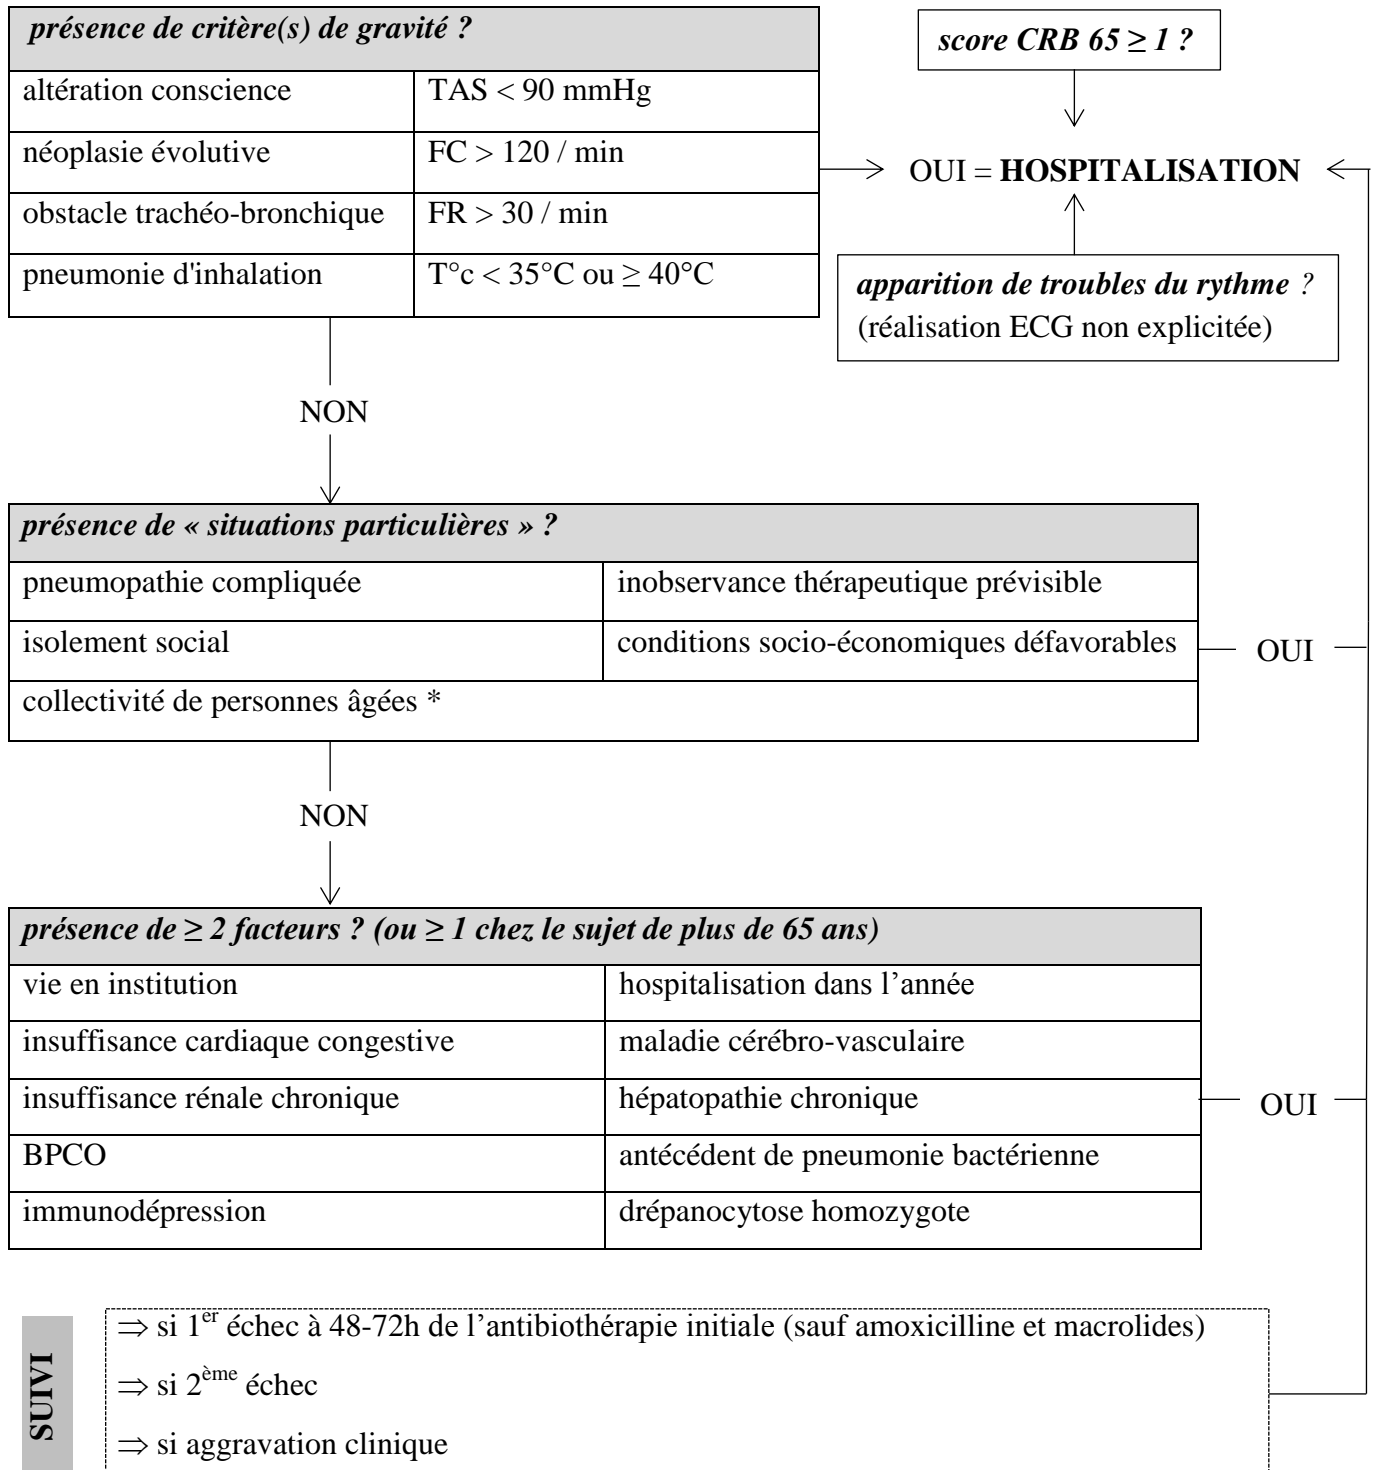 présence de critère(s) de gravité ?
altération conscience
TAS < 90 mmHg
néoplasie évolutive
FC > 120 / min
obstacle trachéo-bronchique
FR > 30 / min
pneumonie d'inhalation
T°c < 35°C ou ≥ 40°C
score CRB 65 ≥ 1 ?
OUI = HOSPITALISATION
apparition de troubles du rythme ?
(réalisation ECG non explicitée)
NON
présence de « situations particulières » ?
pneumopathie compliquée
inobservance thérapeutique prévisible
isolement social
conditions socio-économiques défavorables
collectivité de personnes âgées *
OUI
NON
présence de ≥ 2 facteurs ? (ou ≥ 1 chez le sujet de plus de 65 ans)
vie en institution
hospitalisation dans l’année
insuffisance cardiaque congestive
maladie cérébro-vasculaire
insuffisance rénale chronique
hépatopathie chronique
BPCO
antécédent de pneumonie bactérienne
immunodépression
drépanocytose homozygote
OUI
SUIVI
⇒ si 1er échec à 48-72h de l’antibiothérapie initiale (sauf amoxicilline et macrolides)
⇒ si 2ème échec
⇒ si aggravation clinique